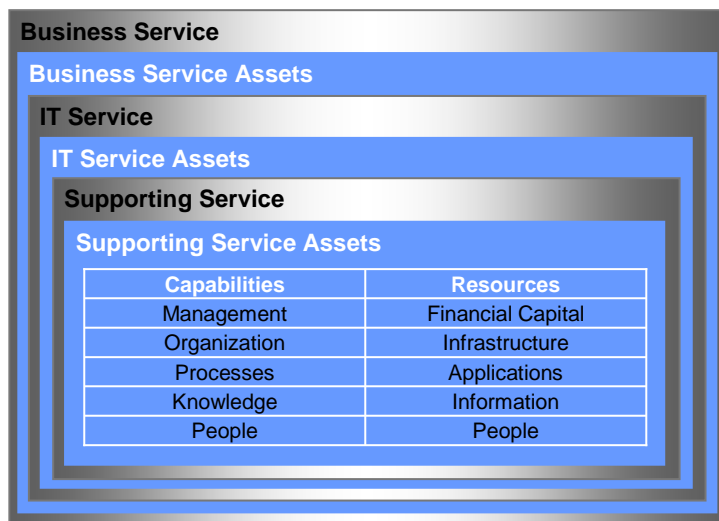 Business Service
Business Service Assets
IT Service
IT Service Assets
Supporting Service
Supporting Service Assets
Capabilities Resources
Management Financial Capital
Organization Infrastructure
Processes Applications
Knowledge Information
People People